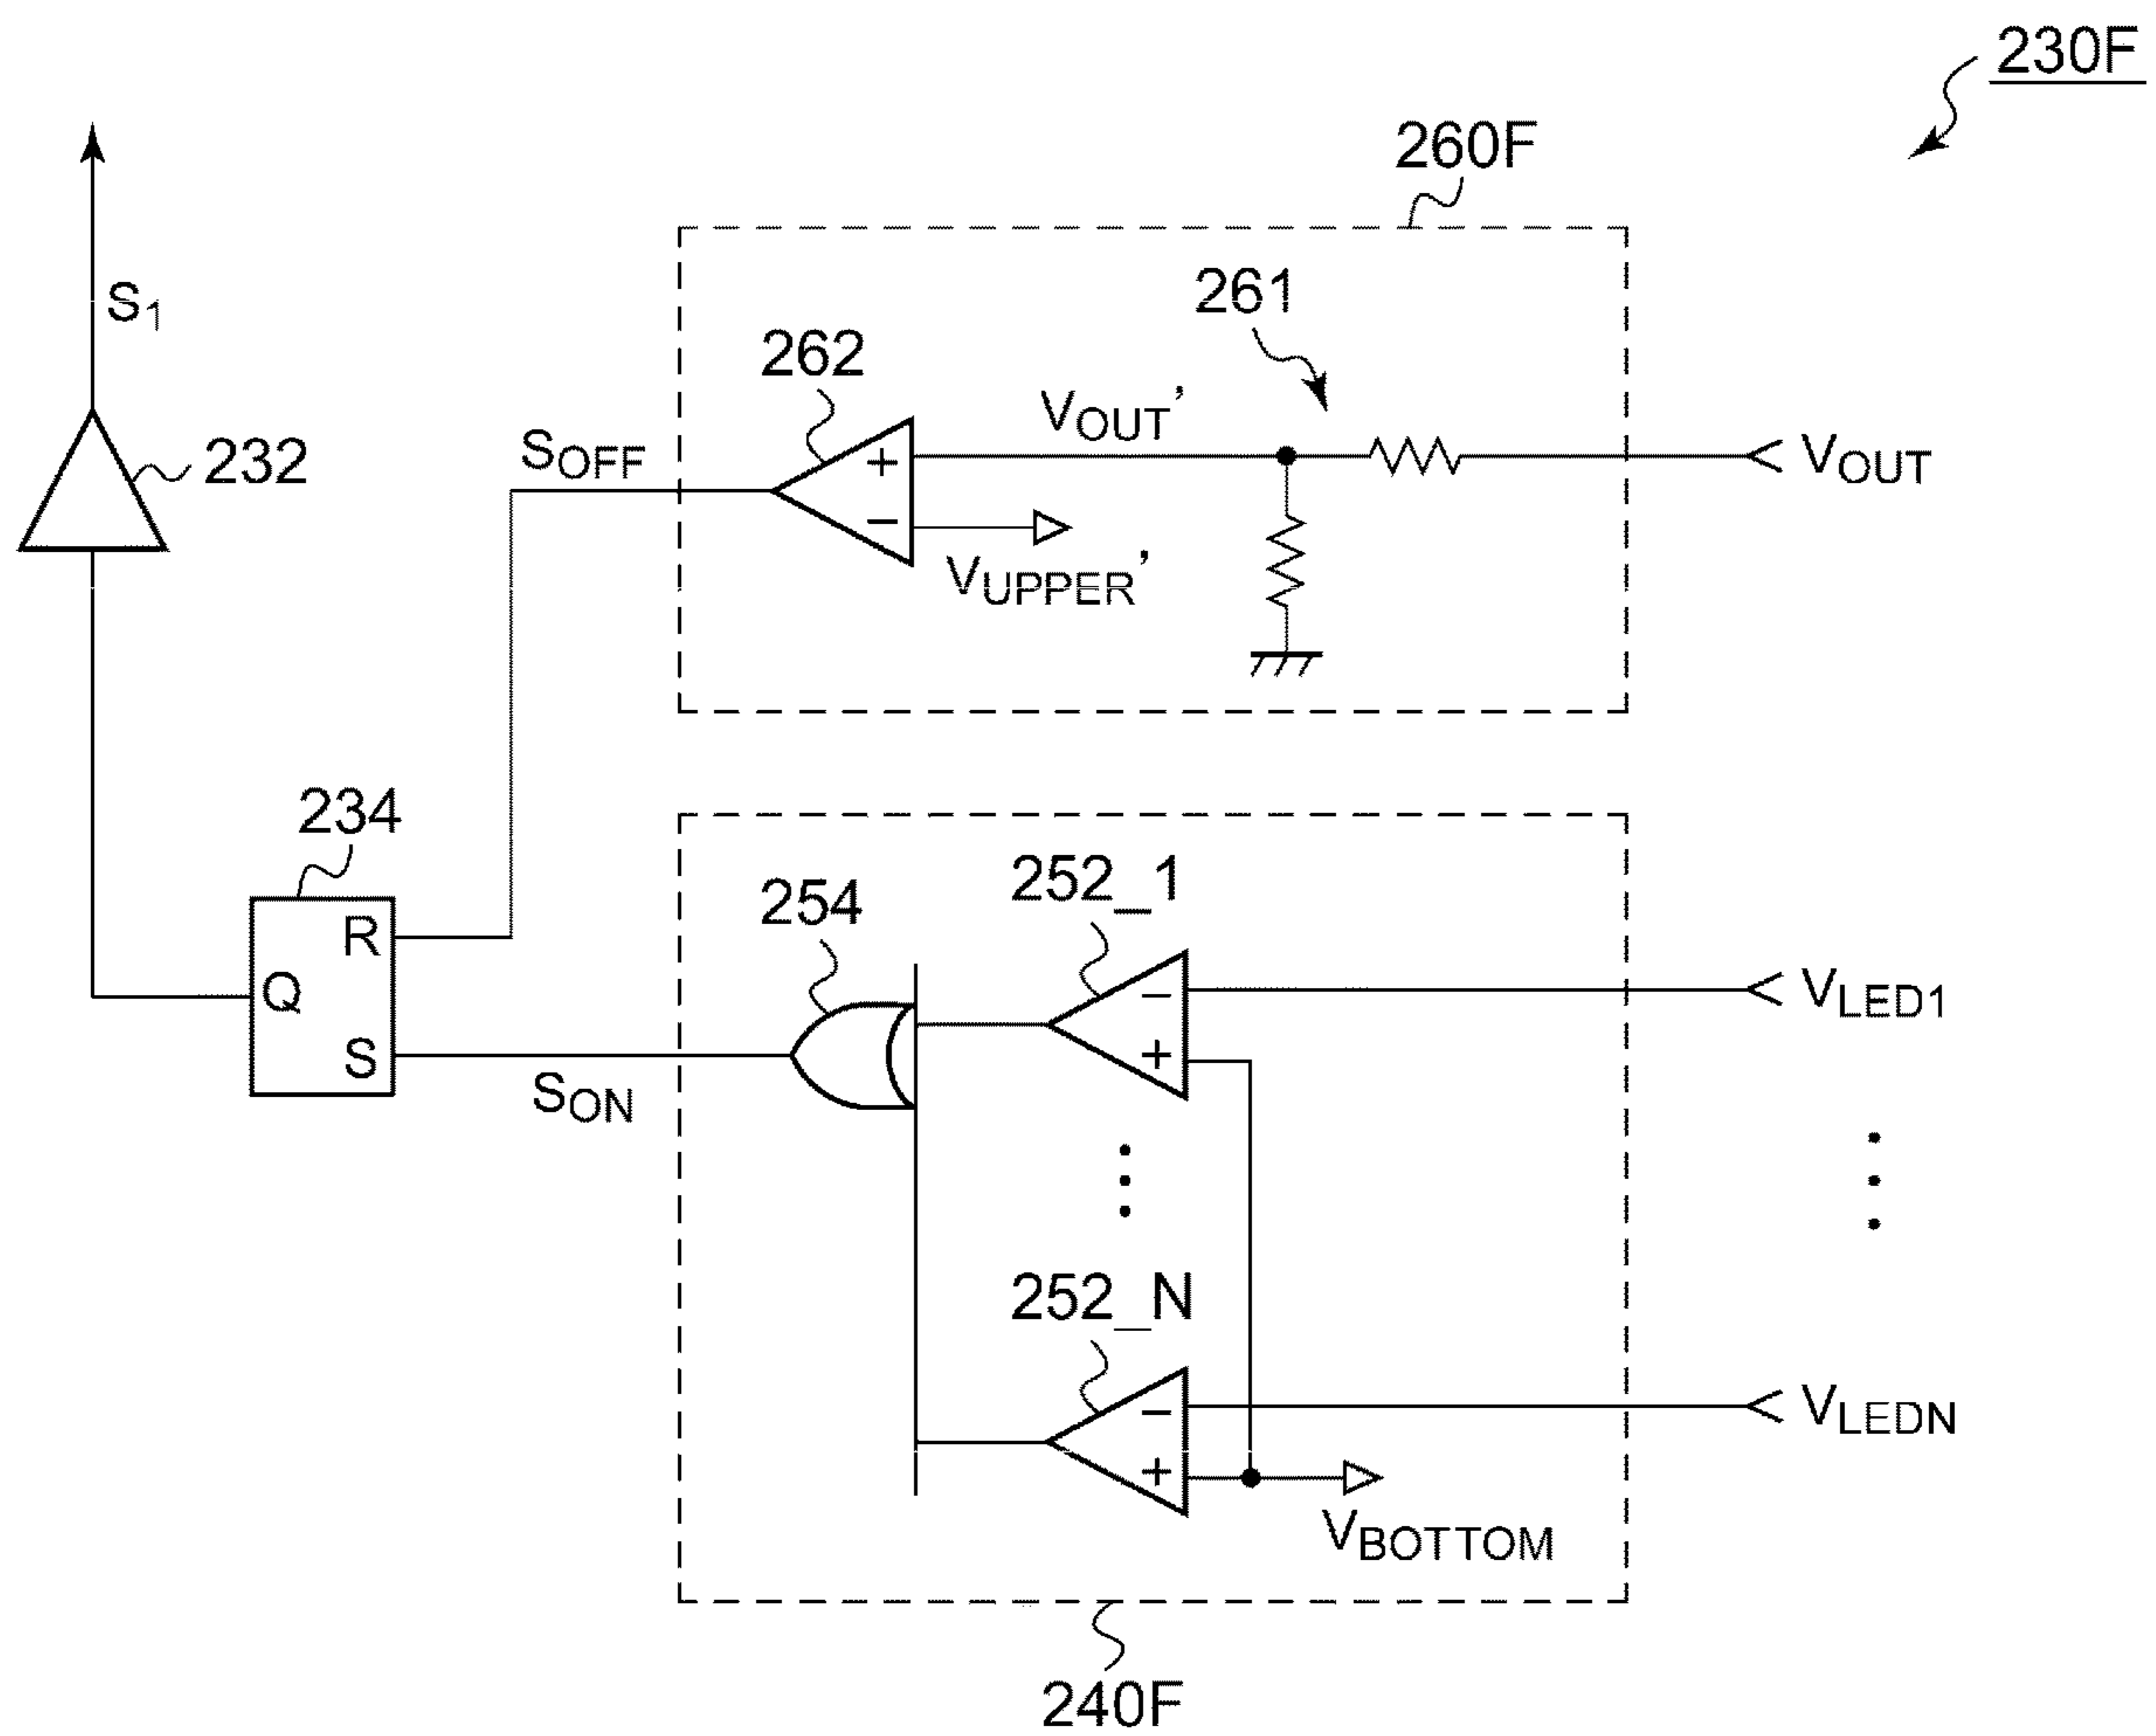 230F
260F
S1
261
262
VOUT'
SOFF
+
VOUT
−
VUPPER'
232
234
254
252_1
R
Q
−
VLED1
S
+
SON
252_N
−
VLEDN
+
VBOTTOM
240F